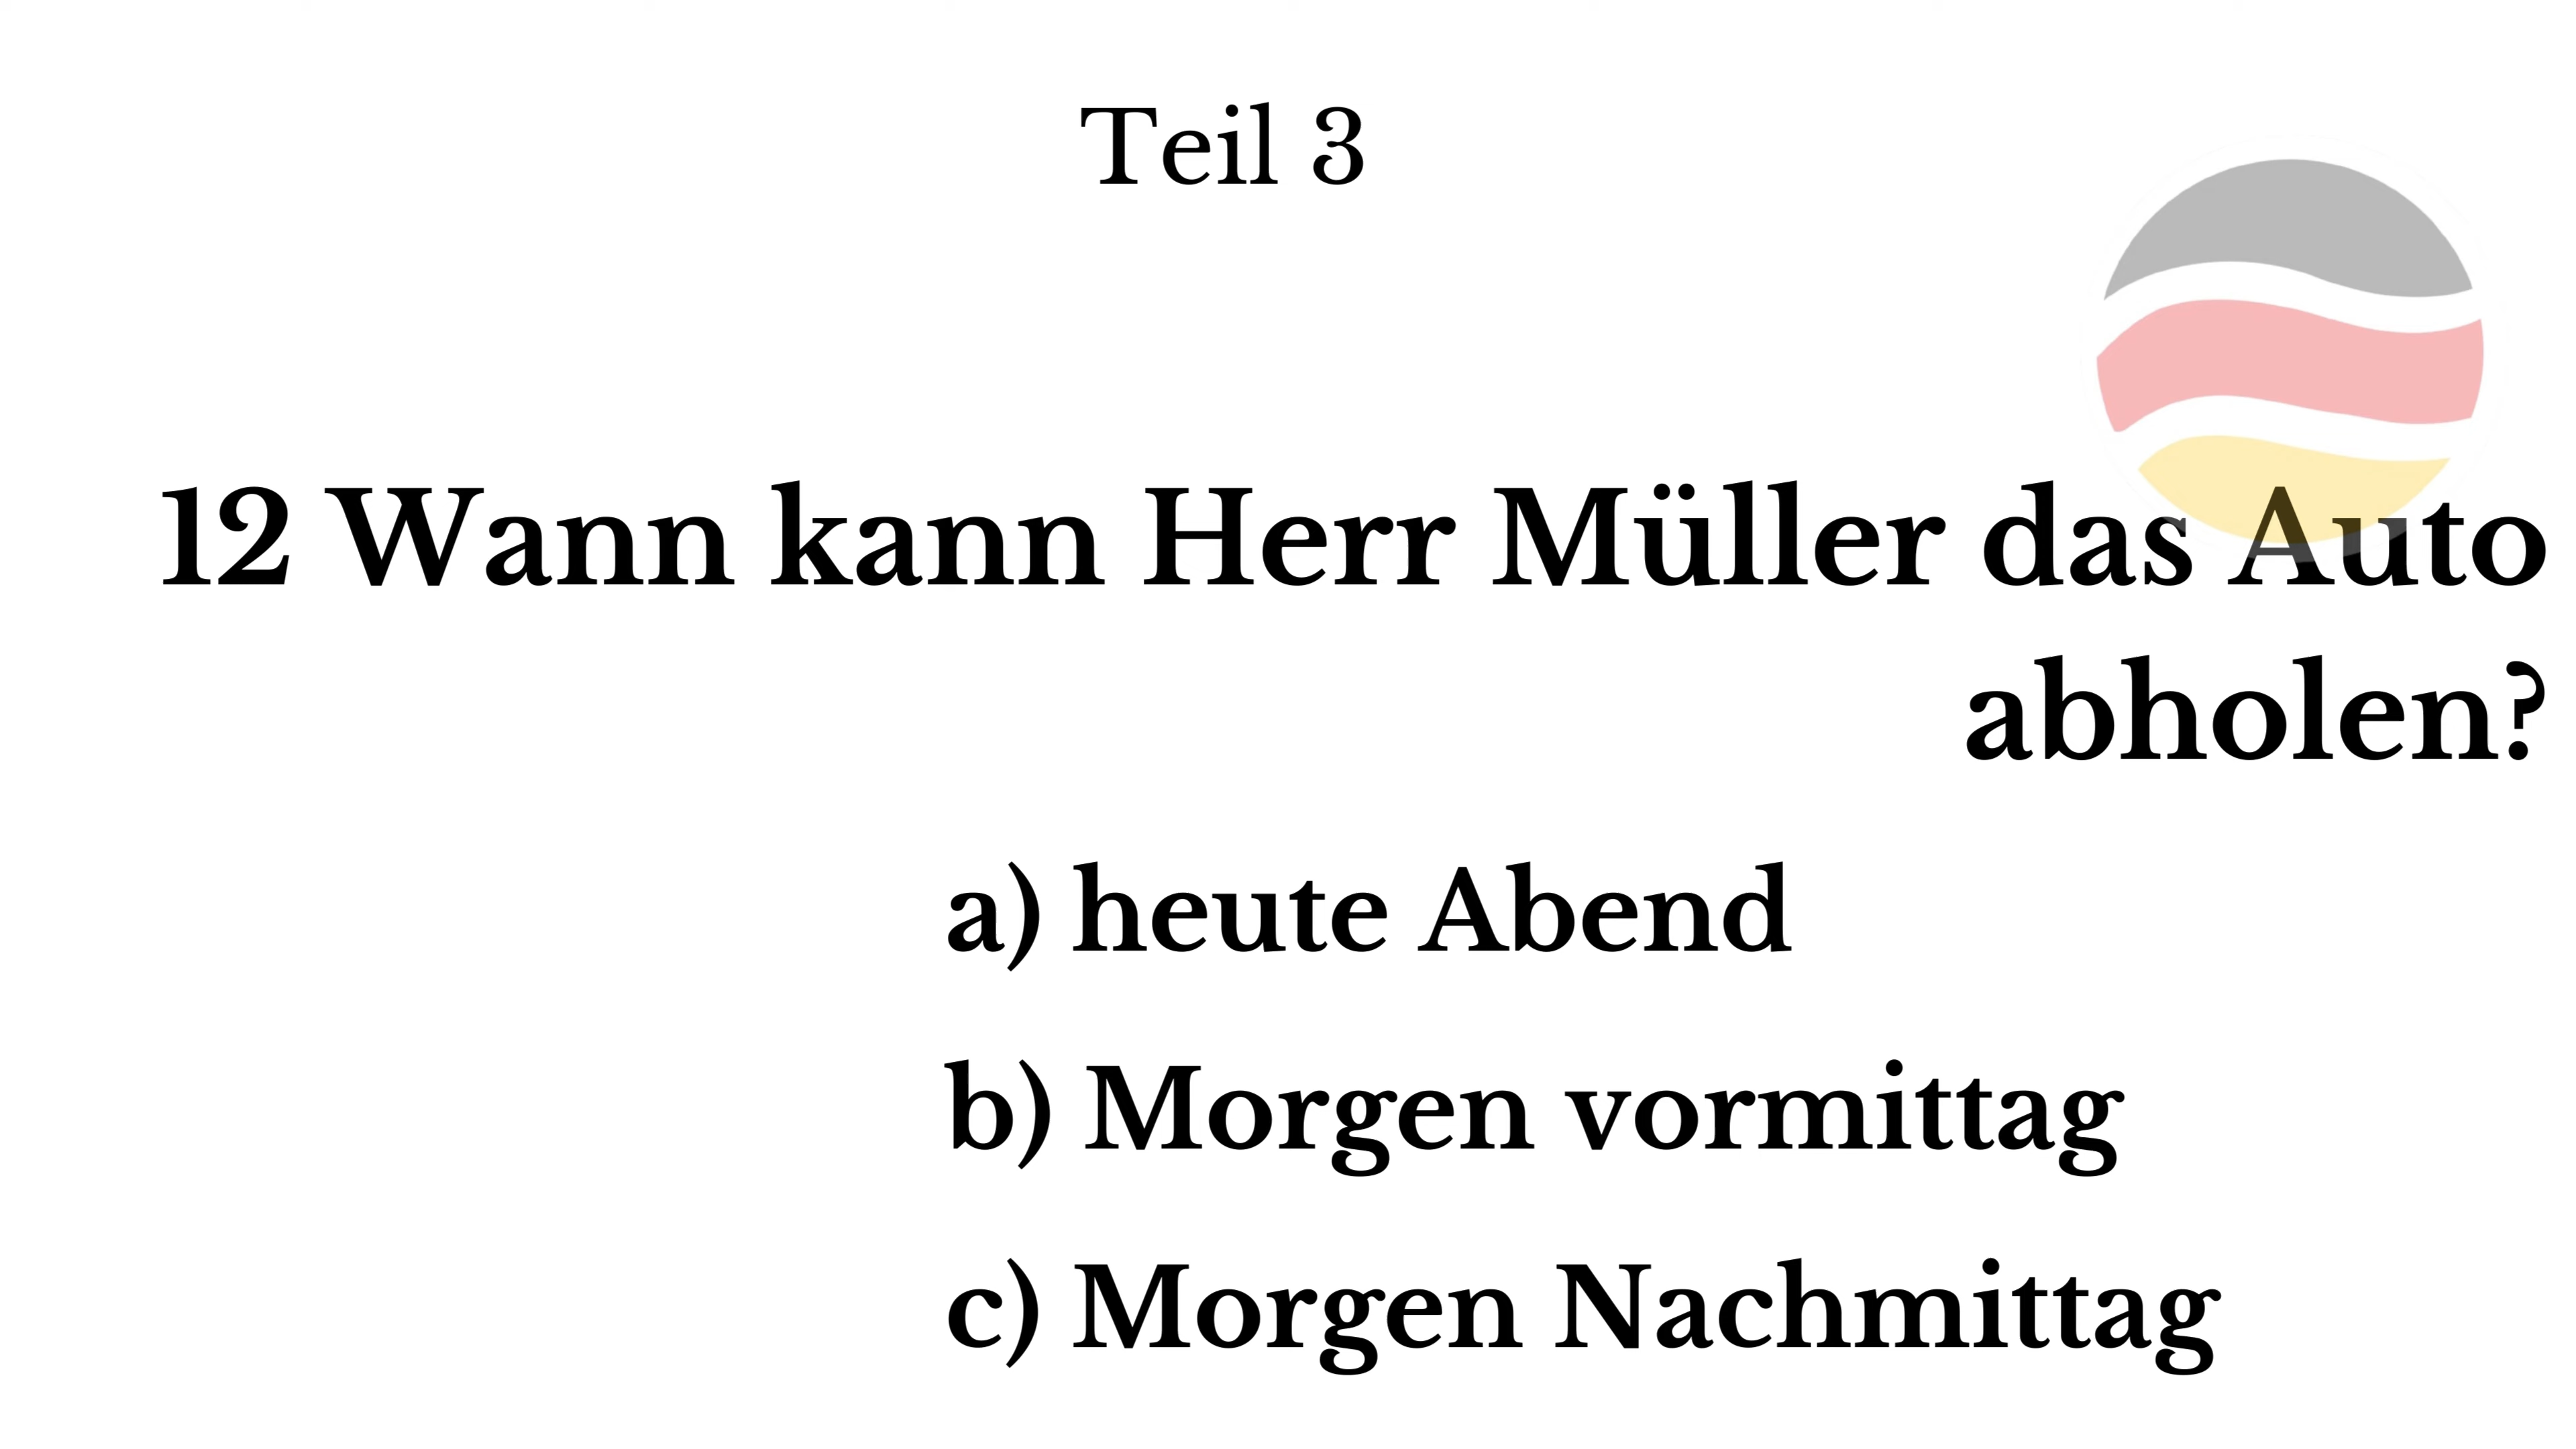 Teil 3
12 Wann kann Herr Müller das Auto
abholen?
a) heute Abend
b) Morgen vormittag
c) Morgen Nachmittag